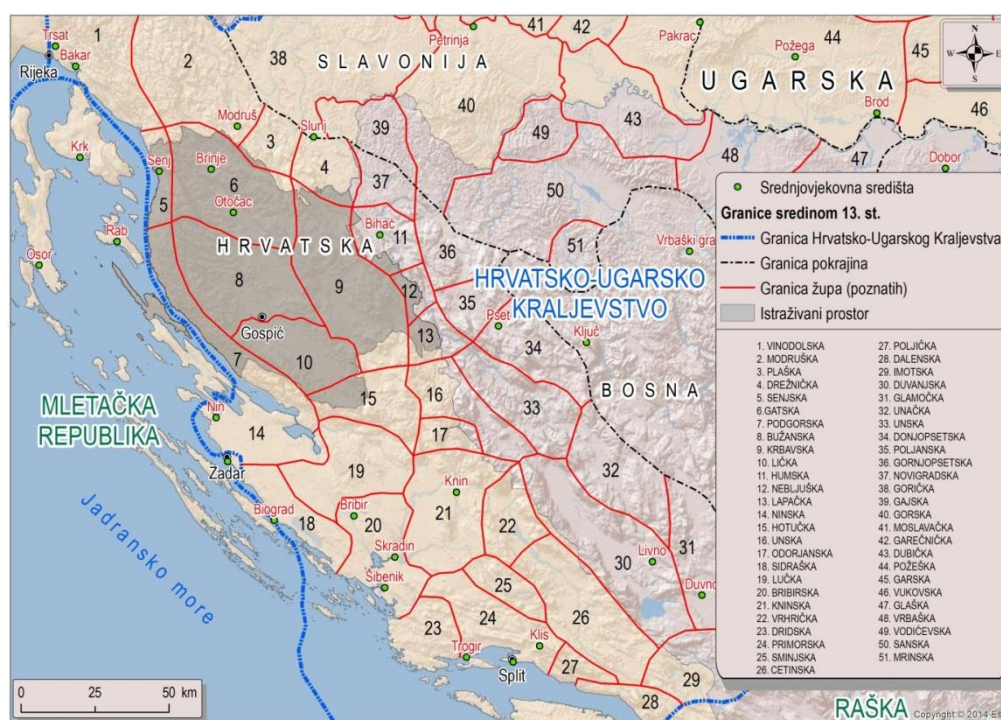 1
2
38
SLAVONIJA
Petrinja
41
42
Pakrac
Požega
44
45
N
W
E
S
Trsat
Bakar
Rijeka
UGARSKA
40
Brod
46
39
49
43
Modruš
3
Slunj
4
37
48
47
Dobor
Krk
Senj
Brinje
6
Otočac
5
50
HRVATSKA
Bihać
11
36
51
Vrbaški gra
Rab
Osor
8
9
12
35
HRVATSKO-UGARSKO
KRALJEVSTVO
Gospić
13
Pset
Ključ
34
7
10
BOSNA
MLETAČKA
REPUBLIKA
Nin
15
16
33
14
17
Zadar
19
32
Knin
Biograd
18
Bribir
20
21
22
Skradin
Šibenik
30
Livno
31
Duvno
Jadransko more
25
24
26
23
Trogir
Klis
Split
27
28
29
RAŠKA
Srednjovjekovna središta
Granice sredinom 13. st.
Granica Hrvatsko-Ugarskog Kraljevstva
Granica pokrajina
Granica župa (poznatih)
Istraživani prostor
1. VINODOLSKA
2. MODRUŠKA
3. PLAŠKA
4. DREŽNIČKA
5. SENJSKA
6.GATSKA
7. PODGORSKA
8. BUŽANSKA
9. KRBAVSKA
10. LIČKA
11. HUMSKA
12. NEBLJUŠKA
13. LAPAČKA
14. NINSKA
15. HOTUČKA
16. UNSKA
17. ODORJANSKA
18. SIDRAŠKA
19. LUČKA
20. BRIBIRSKA
21. KNINSKA
22. VRHRIČKA
23. DRIDSKA
24. PRIMORSKA
25. SMINJSKA
26. CETINSKA
27. POLJIČKA
28. DALENSKA
29. IMOTSKA
30. DUVANJSKA
31. GLAMOČKA
32. UNAČKA
33. UNSKA
34. DONJOPSETSKA
35. POLJANSKA
36. GORNJOPSETSKA
37. NOVIGRADSKA
38. GORIČKA
39. GAJSKA
40. GORSKA
41. MOSLAVAČKA
42. GAREČNIČKA
43. DUBIČKA
44. POŽEŠKA
45. GARSKA
46. VUKOVSKA
47. GLAŠKA
48. VRBAŠKA
49. VODIČEVSKA
50. SANSKA
51. MRINSKA
0 25 50 km
Copyright © 2014 Es